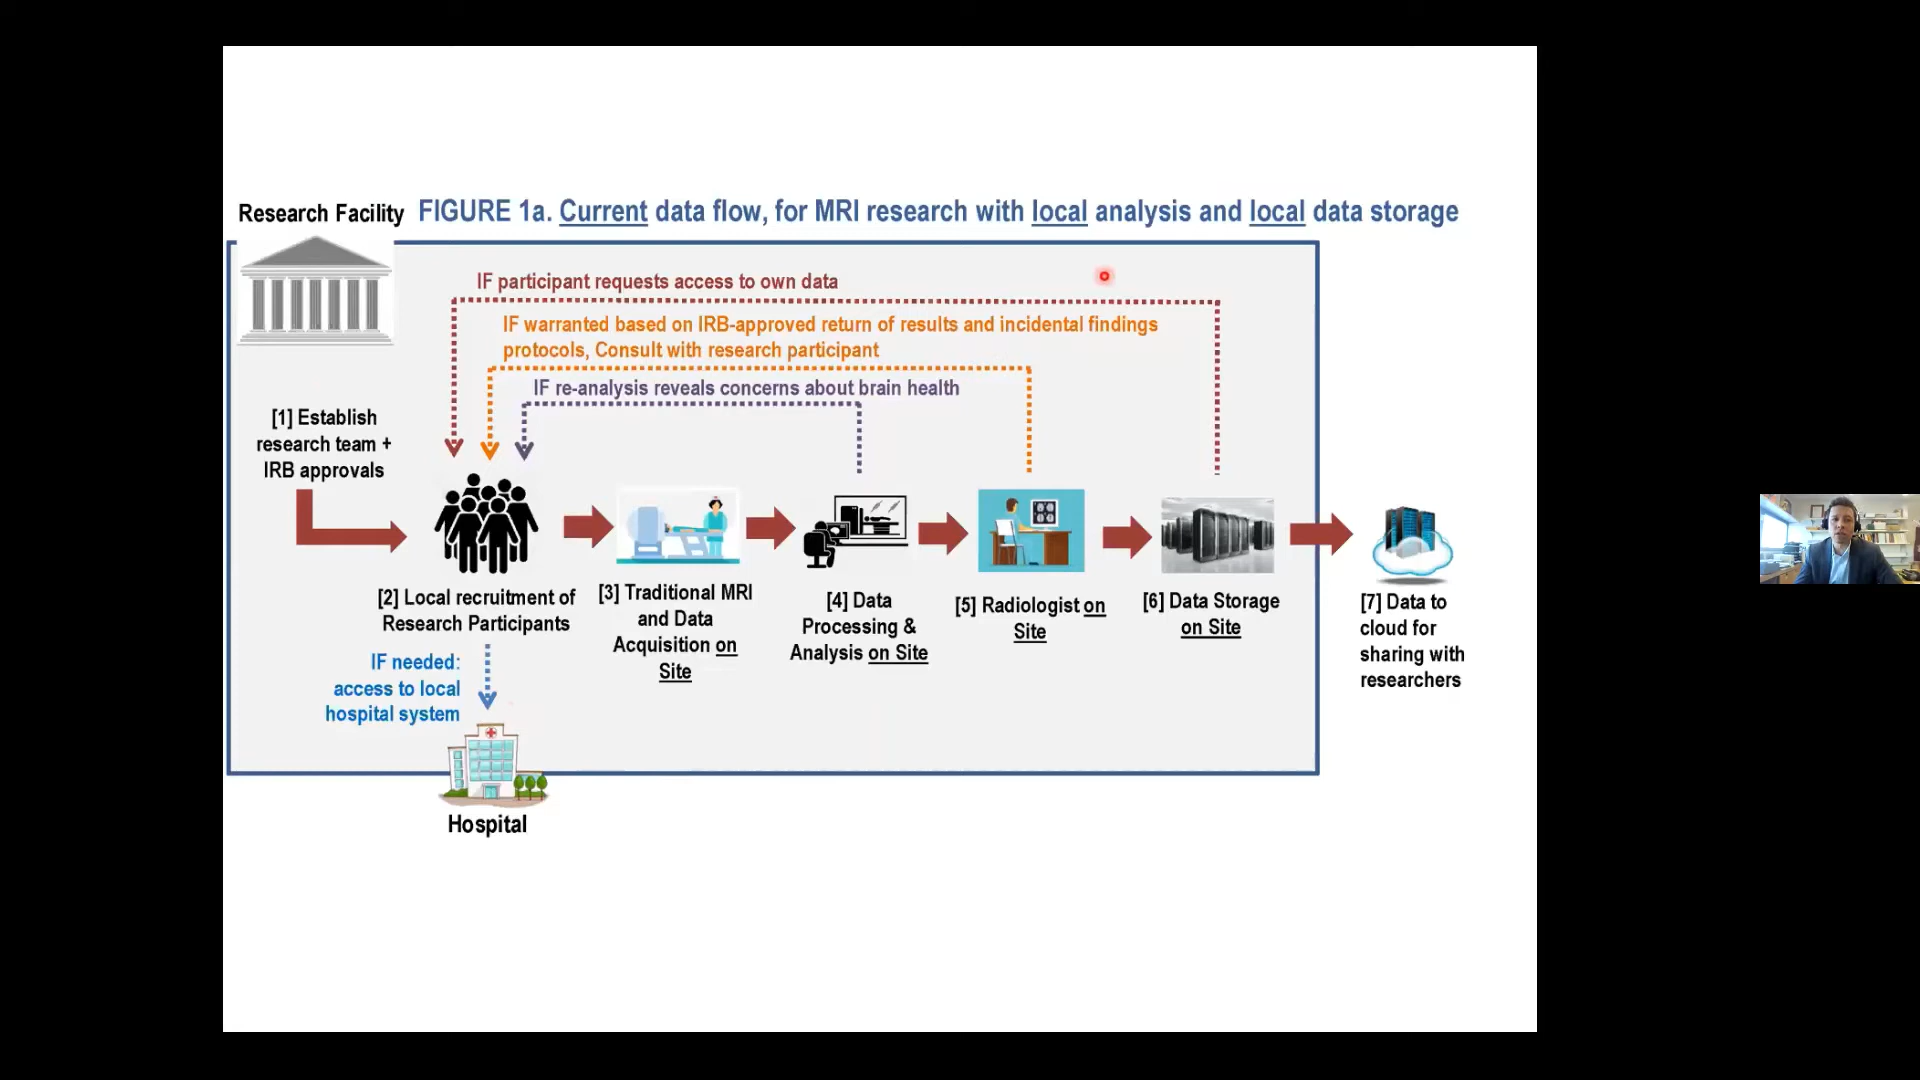 Research Facility
FIGURE 1a. Current data flow, for MRI research with local analysis and local data storage
IF participant requests access to own data
IF warranted based on IRB-approved return of results and incidental findings
protocols, Consult with research participant
IF re-analysis reveals concerns about brain health
[1] Establish
research team +
IRB approvals
[2] Local recruitment of
Research Participants
[3] Traditional MRI
and Data
Acquisition on
Site
[4] Data
Processing &
Analysis on Site
[5] Radiologist on
Site
[6] Data Storage
on Site
[7] Data to
cloud for
sharing with
researchers
IF needed:
access to local
hospital system
Hospital